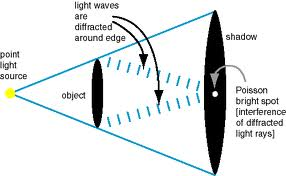 light waves
are
diffracted
around edge
point
light
source
object
shadow
Poisson
bright spot
[interference
of diffracted
light rays]